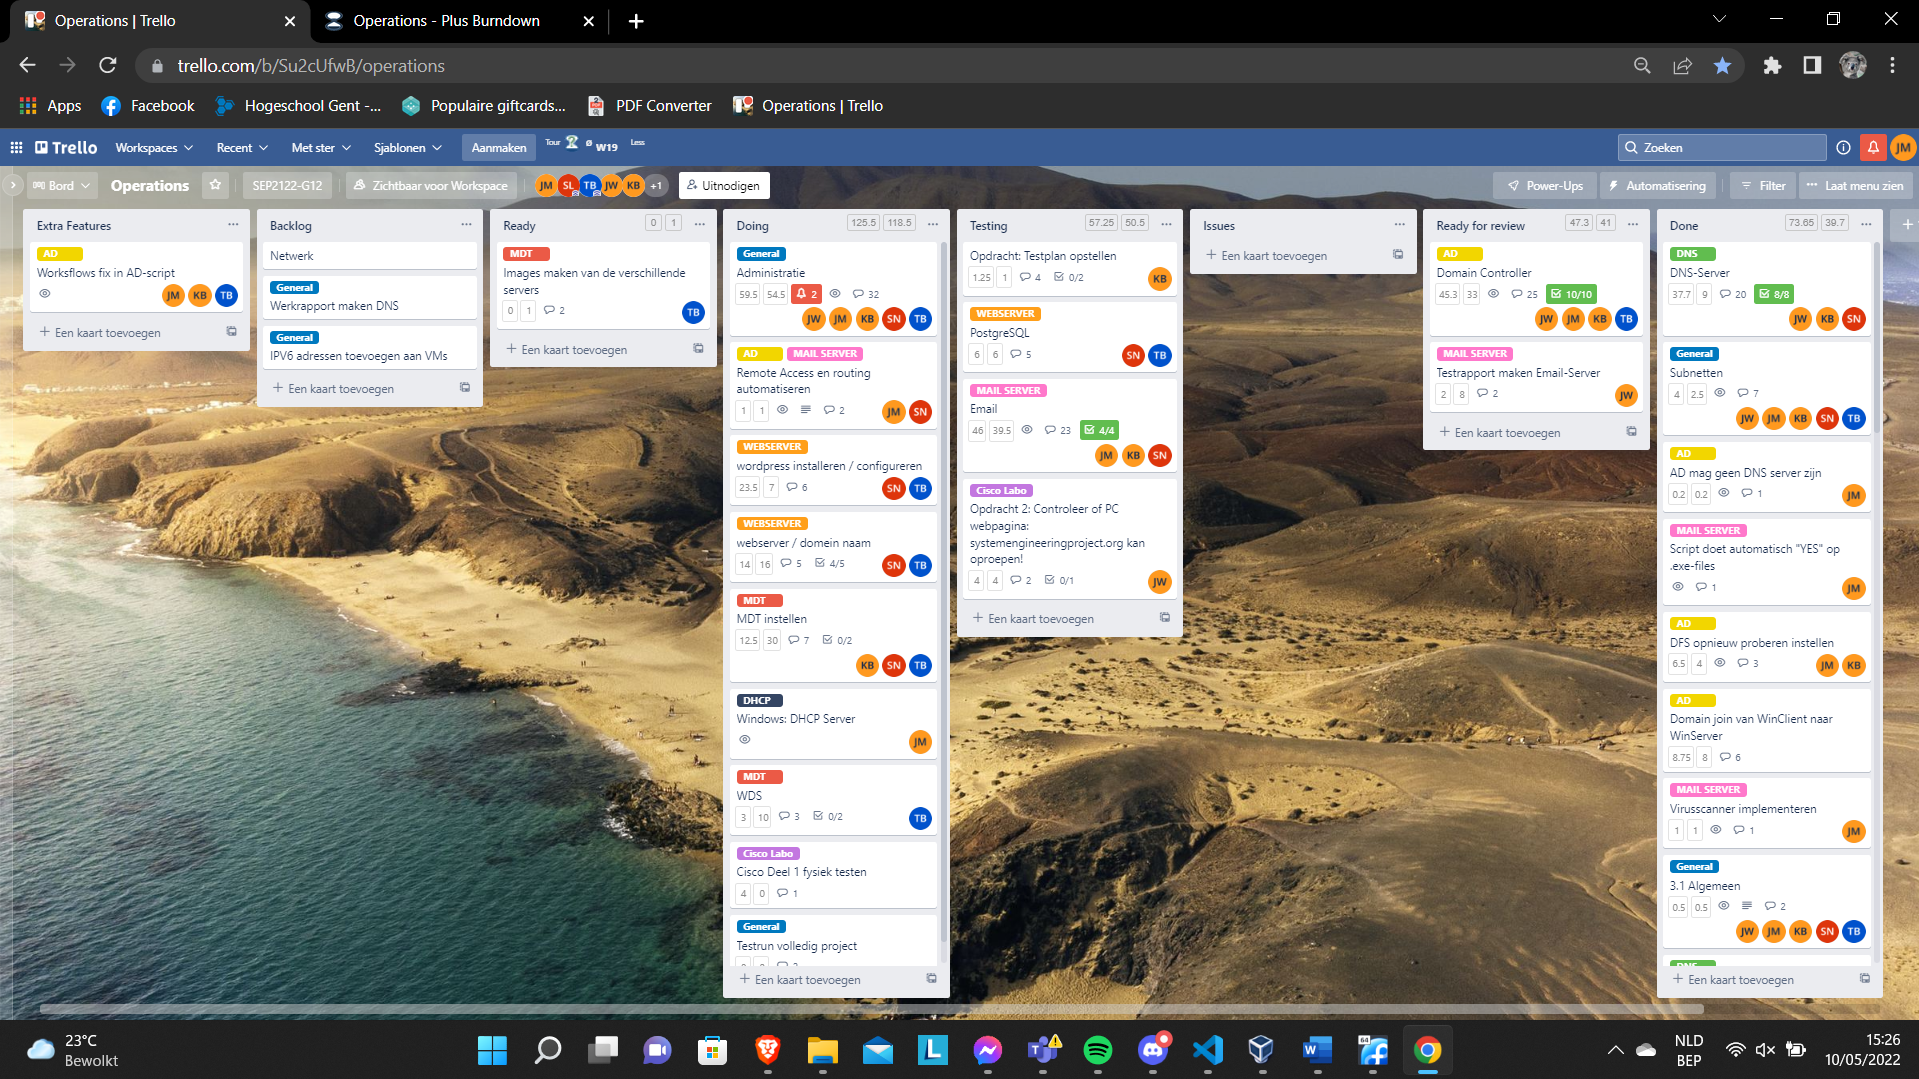 Operations | Trello
Operations - Plus Burndown
trello.com/b/Su2cUfwB/operations
Apps
Facebook
Hogeschool Gent -...
Populaire giftcards...
PDF Converter
Operations | Trello
Trello
Workspaces
Recent
Met ster
Sjablonen
Aanmaken
Tour
W19
Less
Zoeken
JM
Bord
Operations
SEP2122-G12
Zichtbaar voor Workspace
JM SL TB JW KB +1
Uitnodigen
Power-Ups
Automatisering
Filter
Laat menu zien
Extra Features
AD
Worksflows fix in AD-script
JM KB TB
+ Een kaart toevoegen
Backlog
Netwerk
General
Werkrapport maken DNS
General
IPV6 adressen toevoegen aan VMs
+ Een kaart toevoegen
Ready 0 1
MDT
Images maken van de verschillende
servers
0 1 2
TB
+ Een kaart toevoegen
Doing 125.5 118.5
General
Administratie
59.5 54.5 2 32
JW JM KB SN TB
AD MAIL SERVER
Remote Access en routing
automatiseren
1 1 2
JM SN
WEBSERVER
wordpress installeren / configureren
23.5 7 6
SN TB
WEBSERVER
webserver / domein naam
14 16 5 4/5
SN TB
MDT
MDT instellen
12.5 30 7 0/2
KB SN TB
DHCP
Windows: DHCP Server
JM
MDT
WDS
3 10 3 0/2
TB
Cisco Labo
Cisco Deel 1 fysiek testen
4 0 1
General
Testrun volledig project
+ Een kaart toevoegen
Testing 57.25 50.5
Opdracht: Testplan opstellen
1.25 1 4 0/2
KB
WEBSERVER
PostgreSQL
6 6 5
SN TB
MAIL SERVER
Email
46 39.5 23 4/4
JM KB SN
Cisco Labo
Opdracht 2: Controleer of PC
webpagina:
systemengineeringproject.org kan
oproepen!
4 4 2 0/1
JW
+ Een kaart toevoegen
Issues
+ Een kaart toevoegen
Ready for review 47.3 41
AD
Domain Controller
45.3 33 25 10/10
JW JM KB TB
MAIL SERVER
Testrapport maken Email-Server
2 8 2
JW
+ Een kaart toevoegen
Done 73.65 39.7
DNS
DNS-Server
37.7 9 20 8/8
JW KB SN
General
Subnetten
4 2.5 7
JW JM KB SN TB
AD
AD mag geen DNS server zijn
0.2 0.2 1
JM
MAIL SERVER
Script doet automatisch "YES" op
.exe-files
1
JM
AD
DFS opnieuw proberen instellen
6.5 4 3
JM KB
AD
Domain join van WinClient naar
WinServer
8.75 8 6
MAIL SERVER
Virusscanner implementeren
1 1 1
JM
General
3.1 Algemeen
0.5 0.5 2
JW JM KB SN TB
DNS
+ Een kaart toevoegen
23°C
Bewolkt
64
NLD
BEP
15:26
10/05/2022